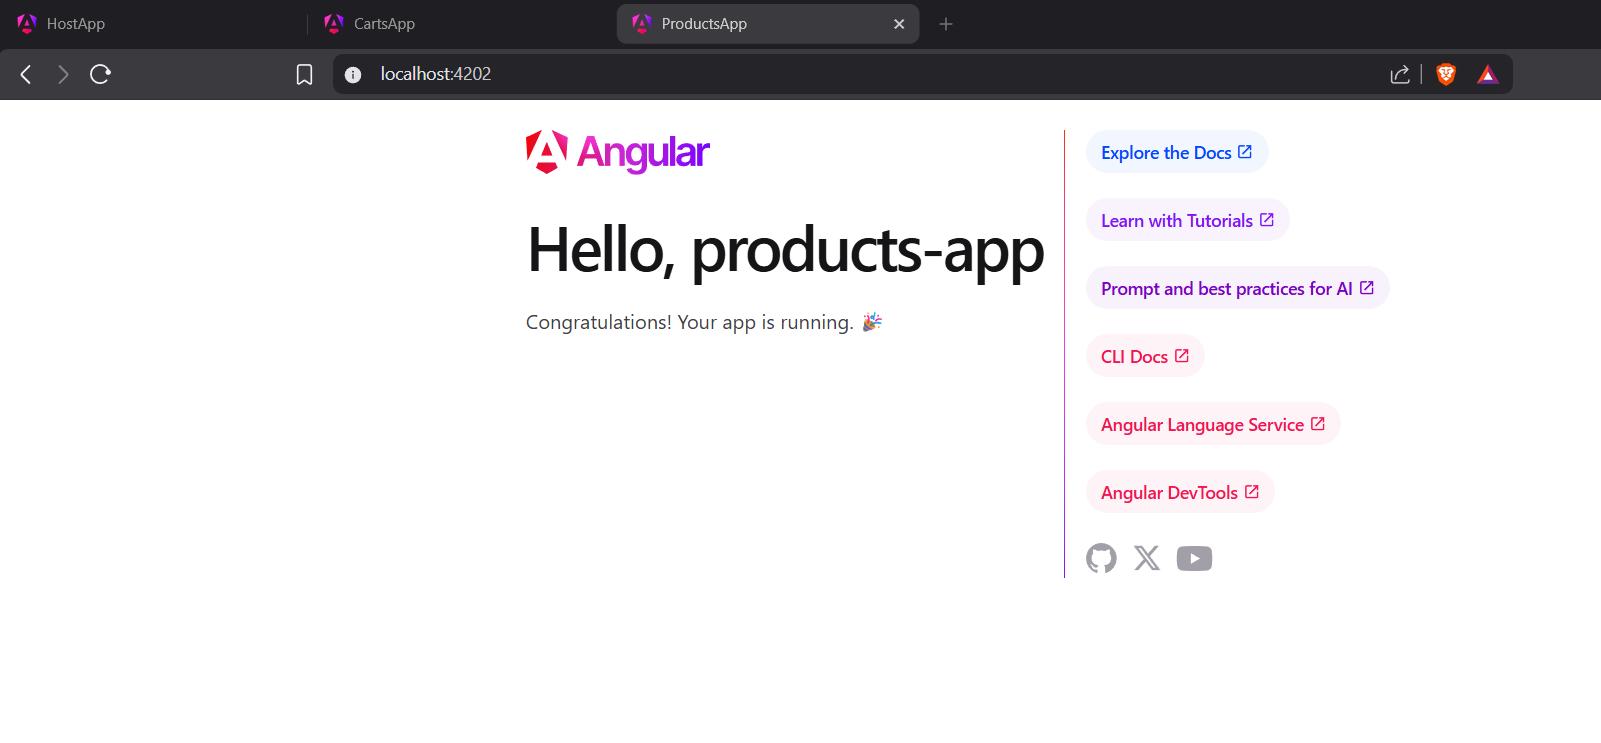 HostApp
CartsApp
ProductsApp
localhost:4202
Angular
Hello, products-app
Congratulations! Your app is running. 🎉
Explore the Docs
Learn with Tutorials
Prompt and best practices for AI
CLI Docs
Angular Language Service
Angular DevTools